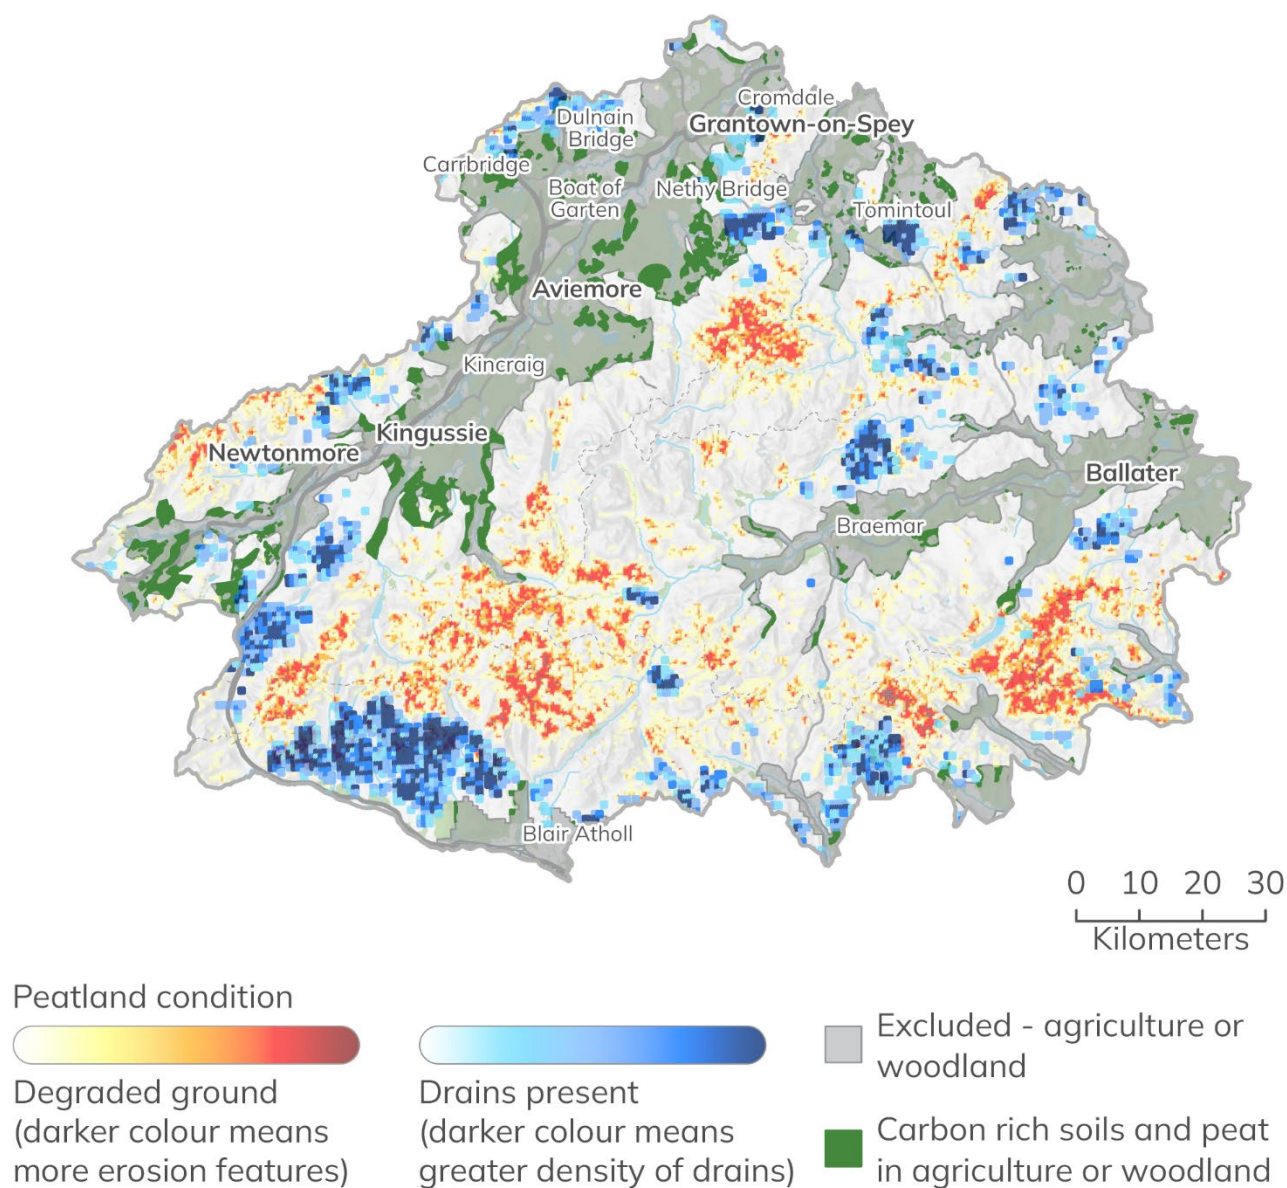 Cromdale
Dulnain
Bridge
Grantown-on-Spey
Carrbridge
Boat of
Garten
Nethy Bridge
Tomintoul
Aviemore
Kincraig
Kingussie
Newtonmore
Ballater
Braemar
Blair Atholl
0 10 20 30
Kilometers
Peatland condition
Degraded ground
(darker colour means
more erosion features)
Drains present
(darker colour means
greater density of drains)
Excluded - agriculture or
woodland
Carbon rich soils and peat
in agriculture or woodland